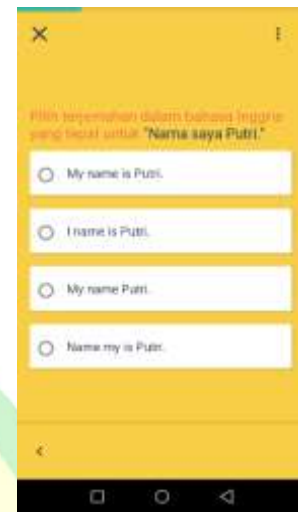 Pilih terjemahan dalam bahasa Inggris
yang tepat untuk "Nama saya Putri."
My name is Putri.
I name is Putri.
My name Putri.
Name my is Putri.